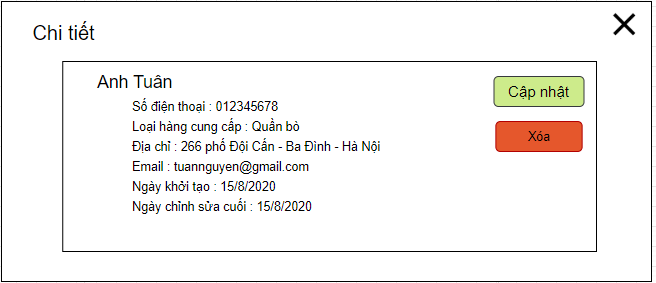 Chi tiết
Anh Tuân
Cập nhật
Số điện thoại : 012345678
Xóa
Loại hàng cung cấp : Quần bò
Địa chỉ : 266 phố Đội Cấn - Ba Đình - Hà Nội
Email : tuannguyen@gmail.com
Ngày khởi tạo : 15/8/2020
Ngày chỉnh sửa cuối : 15/8/2020